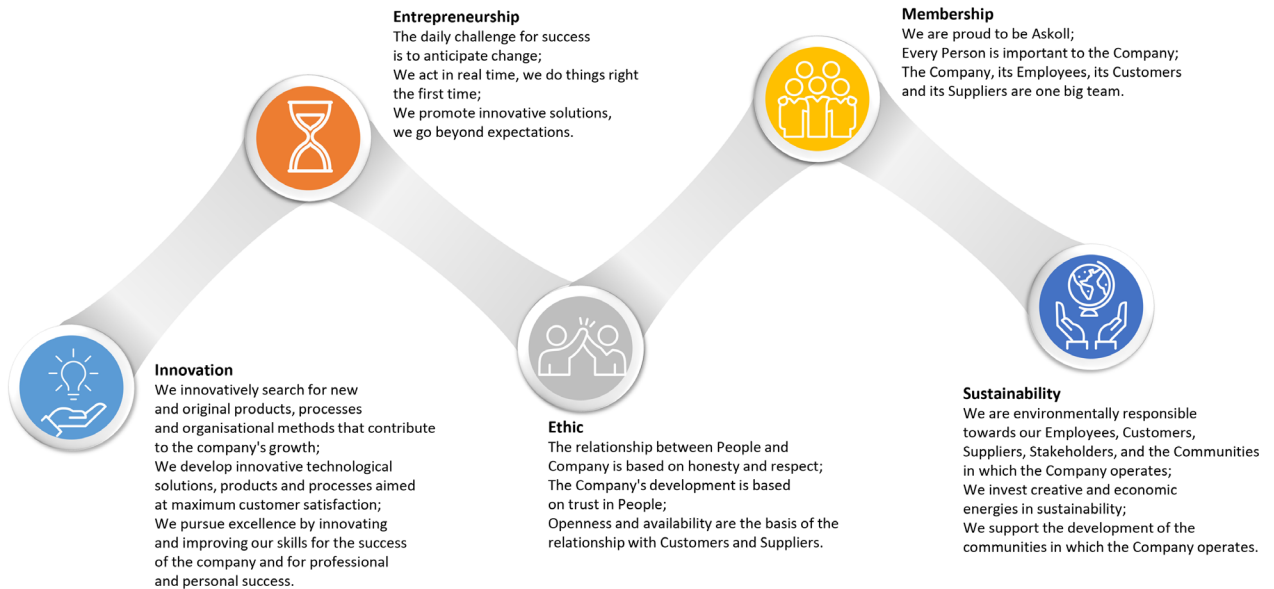 Entrepreneurship
The daily challenge for success
is to anticipate change;
We act in real time, we do things right
the first time;
We promote innovative solutions,
we go beyond expectations.
Membership
We are proud to be Askoll;
Every Person is important to the Company;
The Company, its Employees, its Customers
and its Suppliers are one big team.
Innovation
We innovatively search for new
and original products, processes
and organisational methods that contribute
to the company's growth;
We develop innovative technological
solutions, products and processes aimed
at maximum customer satisfaction;
We pursue excellence by innovating
and improving our skills for the success
of the company and for professional
and personal success.
Ethic
The relationship between People and
Company is based on honesty and respect;
The Company's development is based
on trust in People;
Openness and availability are the basis of the
relationship with Customers and Suppliers.
Sustainability
We are environmentally responsible
towards our Employees, Customers,
Suppliers, Stakeholders, and the Communities
in which the Company operates;
We invest creative and economic
energies in sustainability;
We support the development of the
communities in which the Company operates.